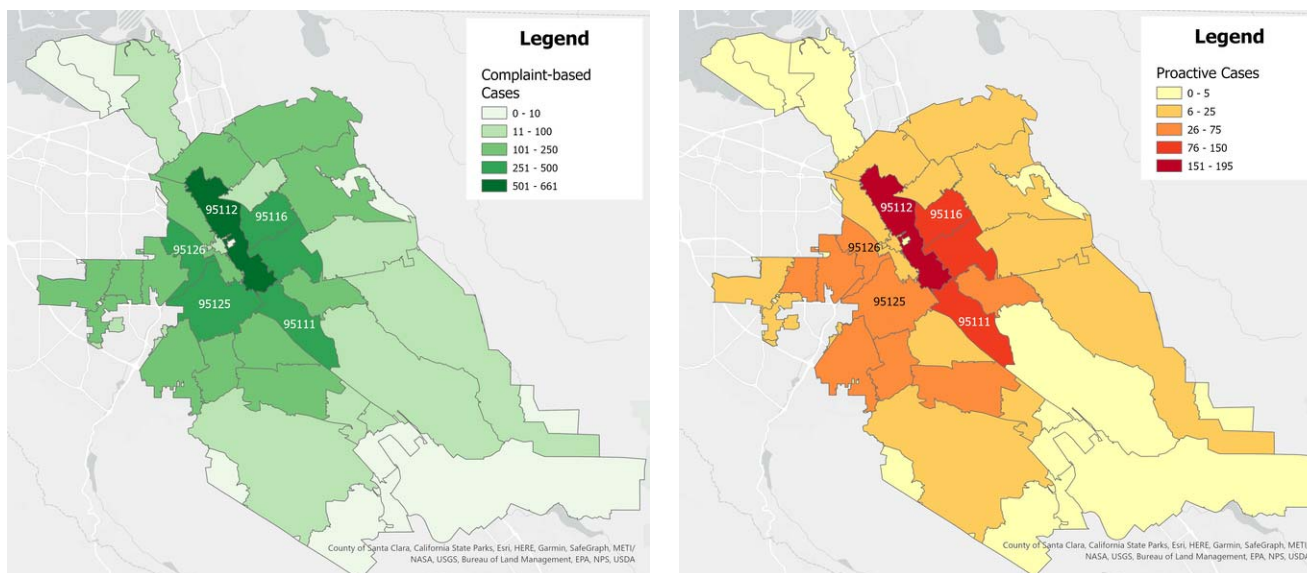 Legend
Complaint-based
Cases
0 - 10
11 - 100
101 - 250
251 - 500
501 - 661
95112
95116
95126
95125
95111
County of Santa Clara, California State Parks, Esri, HERE, Garmin, SafeGraph, METI/
NASA, USGS, Bureau of Land Management, EPA, NPS, USDA
Legend
Proactive Cases
0 - 5
6 - 25
26 - 75
76 - 150
151 - 195
95112
95116
95126
95125
95111
County of Santa Clara, California State Parks, Esri, HERE, Garmin, SafeGraph, METI/
NASA, USGS, Bureau of Land Management, EPA, NPS, USDA